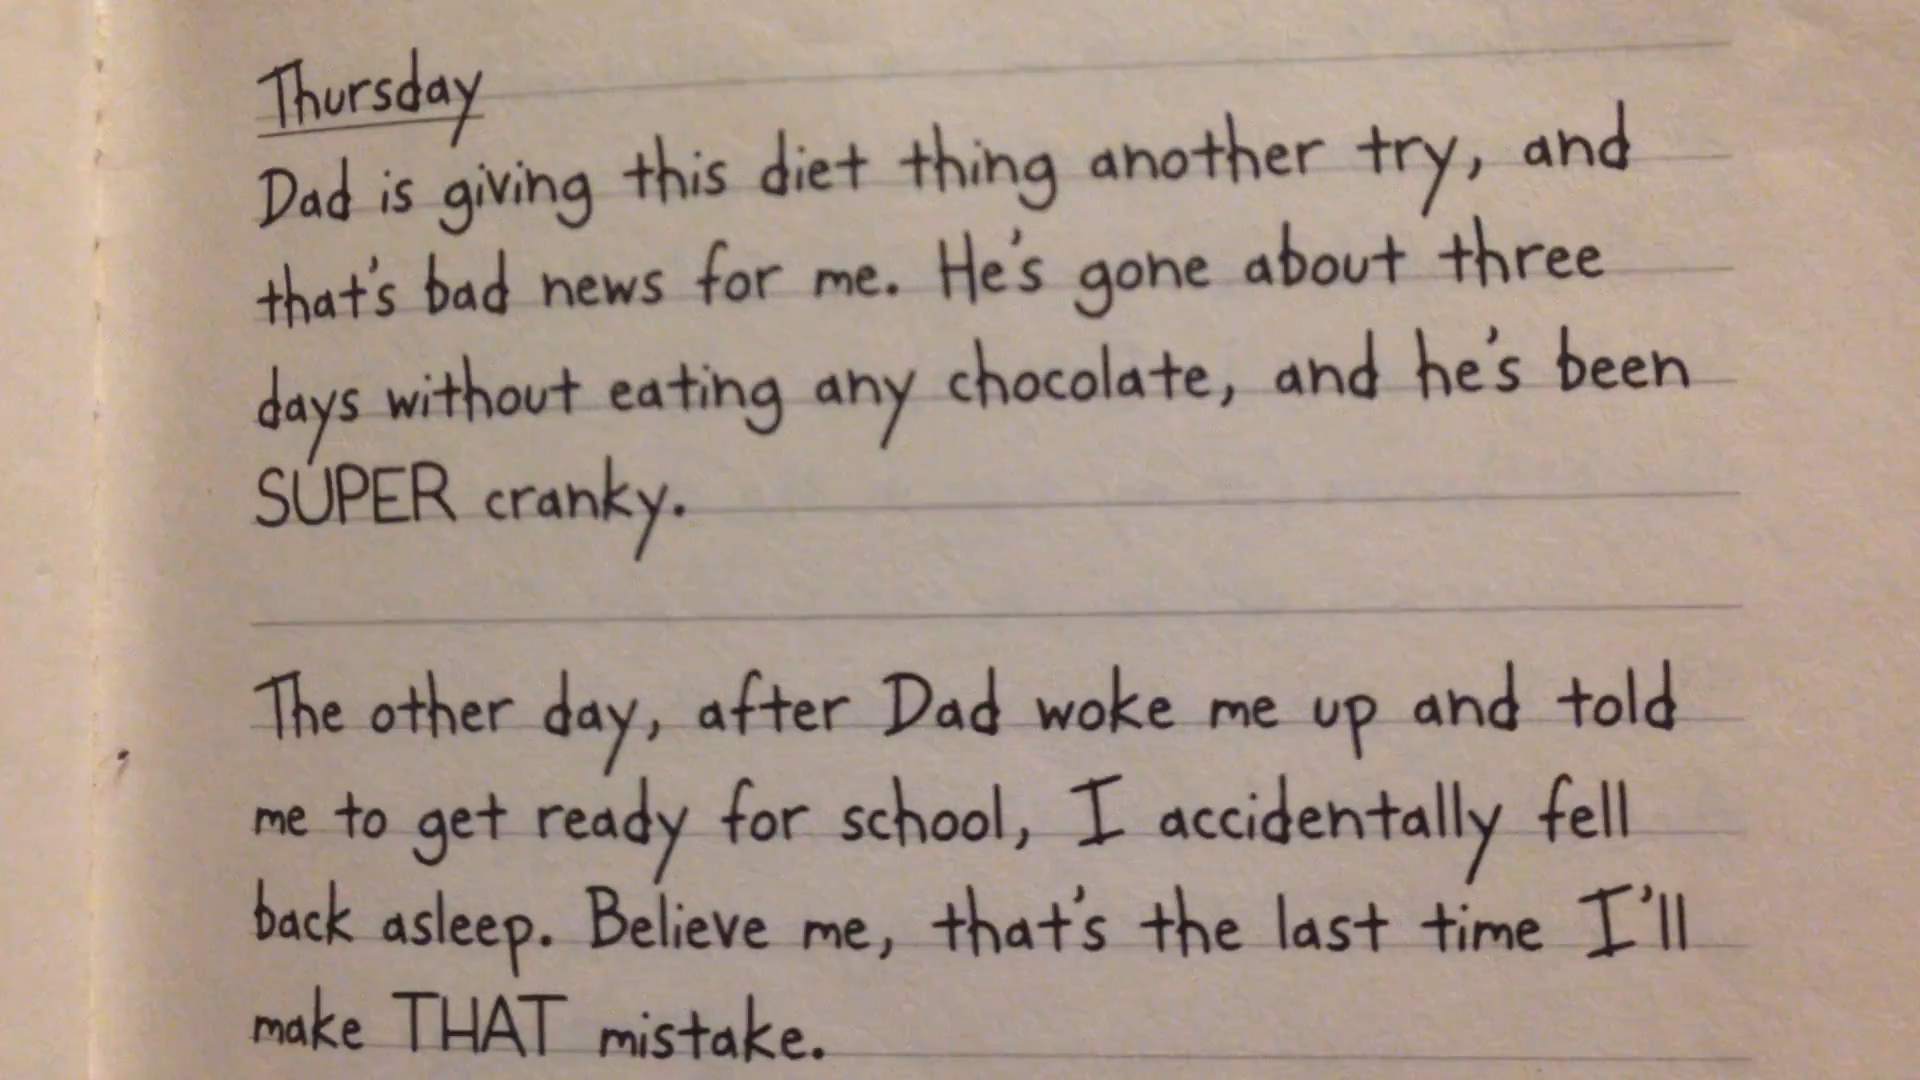 Thursday
Dad is giving this diet thing another try, and
that's bad news for me. He's gone about three
days without eating any chocolate, and he's been
SUPER cranky.
The other day, after Dad woke me up and told
me to get ready for school, I accidentally fell
back asleep. Believe me, that's the last time I'll
make THAT mistake.